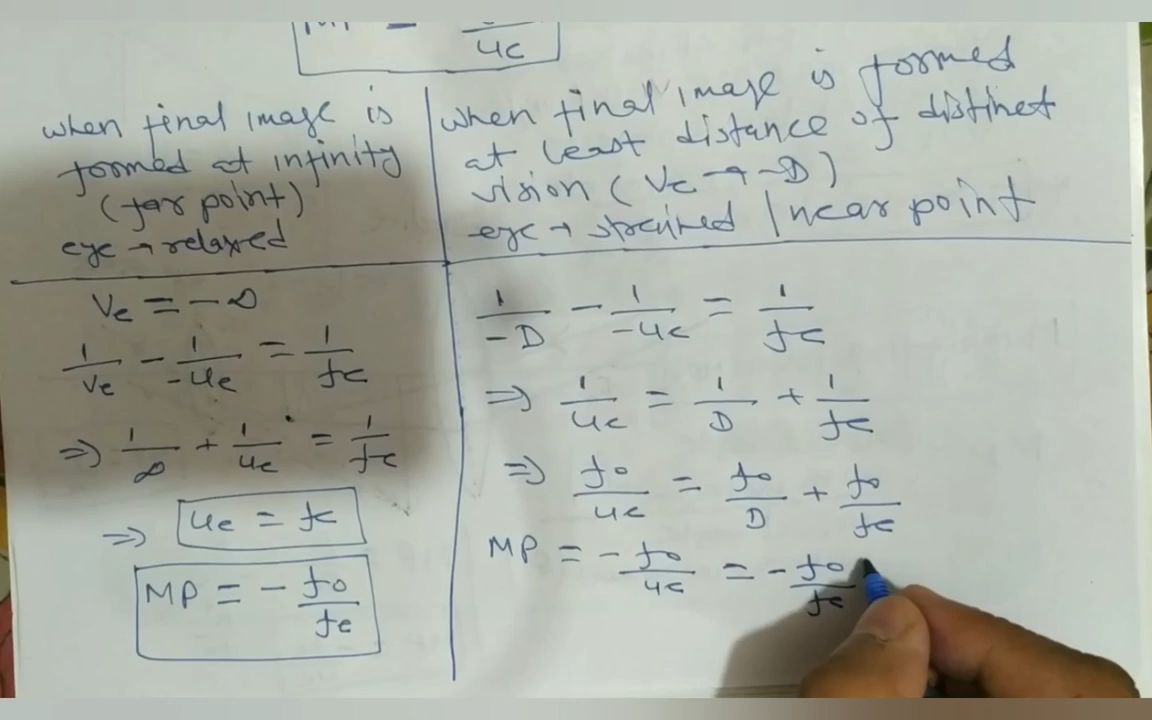 uc
when final image is
formed at infinity
(far point)
eye → relaxed
when final image is formed
at least distance of distinct
vision (Ve → -D)
eye → strained / near point
Ve = -∞
1/Ve - 1/-ue = 1/fe
⇒ 1/∞ + 1/ue = 1/fe
⇒ ue = fe
MP = - fo/fe
1/-D - 1/-ue = 1/fe
⇒ 1/ue = 1/D + 1/fe
⇒ fo/ue = fo/D + fo/fe
MP = - fo/ue = - fo/fe